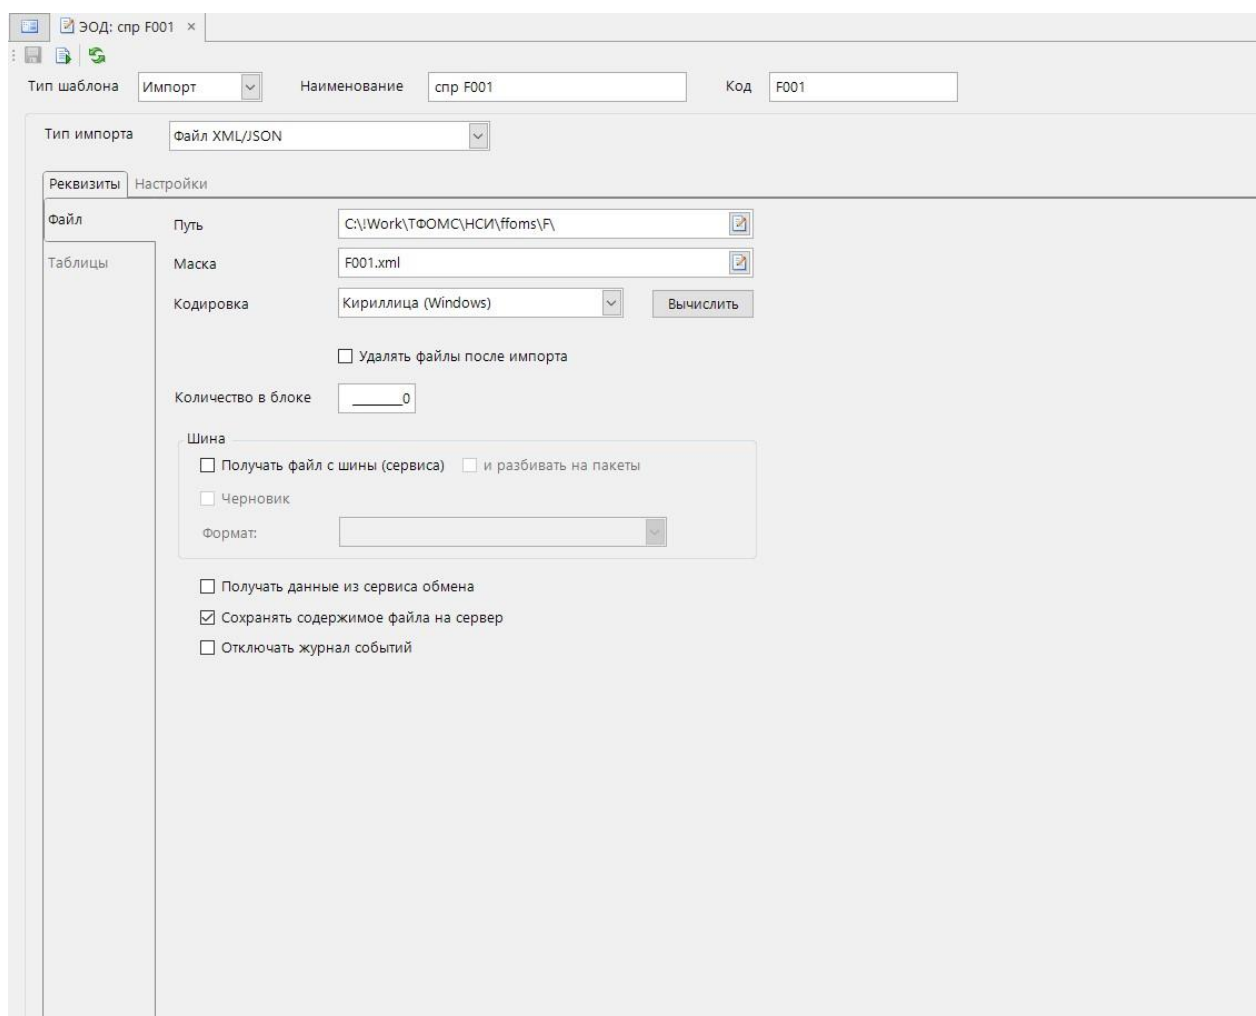 ЭОД: спр F001 ×
Тип шаблона Импорт Наименование спр F001 Код F001
Тип импорта Файл XML/JSON
Реквизиты Настройки
Файл
Таблицы
Путь C:\!Work\ТФОМС\НСИ\ffoms\F\
Маска F001.xml
Кодировка Кириллица (Windows) Вычислить
Удалять файлы после импорта
Количество в блоке _______0
Шина
Получать файл с шины (сервиса) и разбивать на пакеты
Черновик
Формат:
Получать данные из сервиса обмена
Сохранять содержимое файла на сервер
Отключать журнал событий